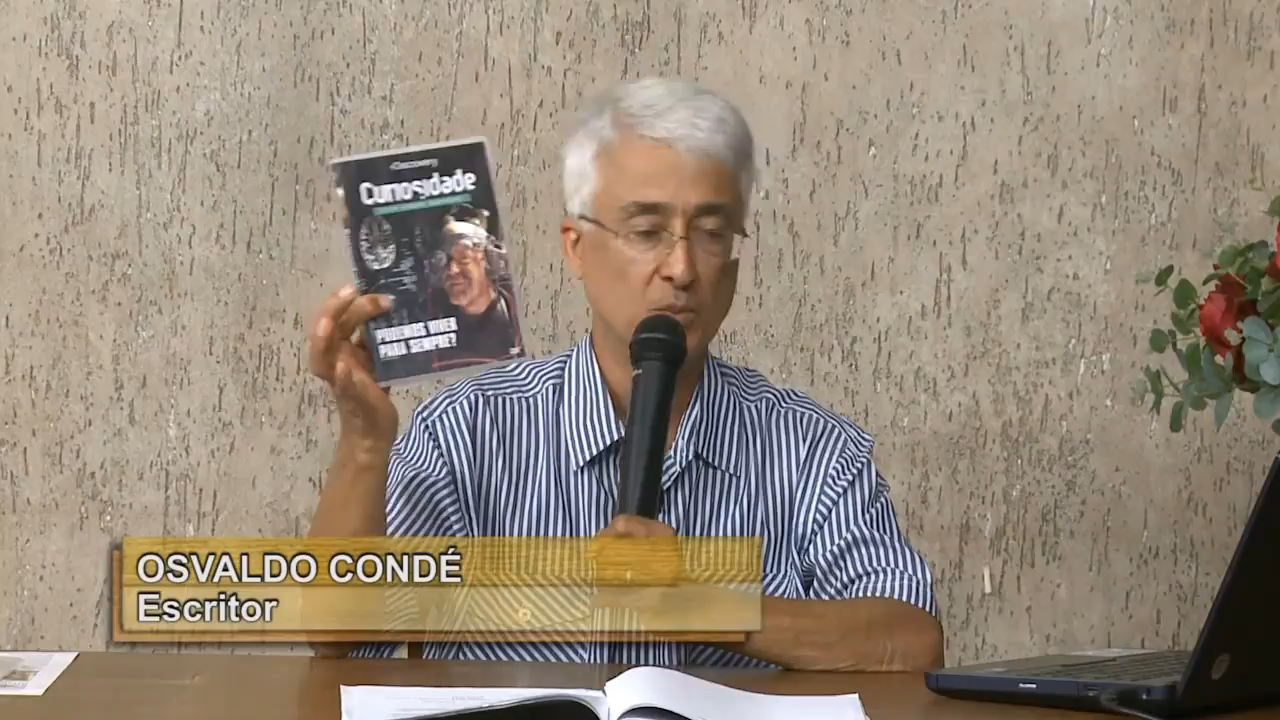 Discovery
Curiosidade
PODEMOS VIVER
PARA SEMPRE?
OSVALDO CONDÉ
Escritor